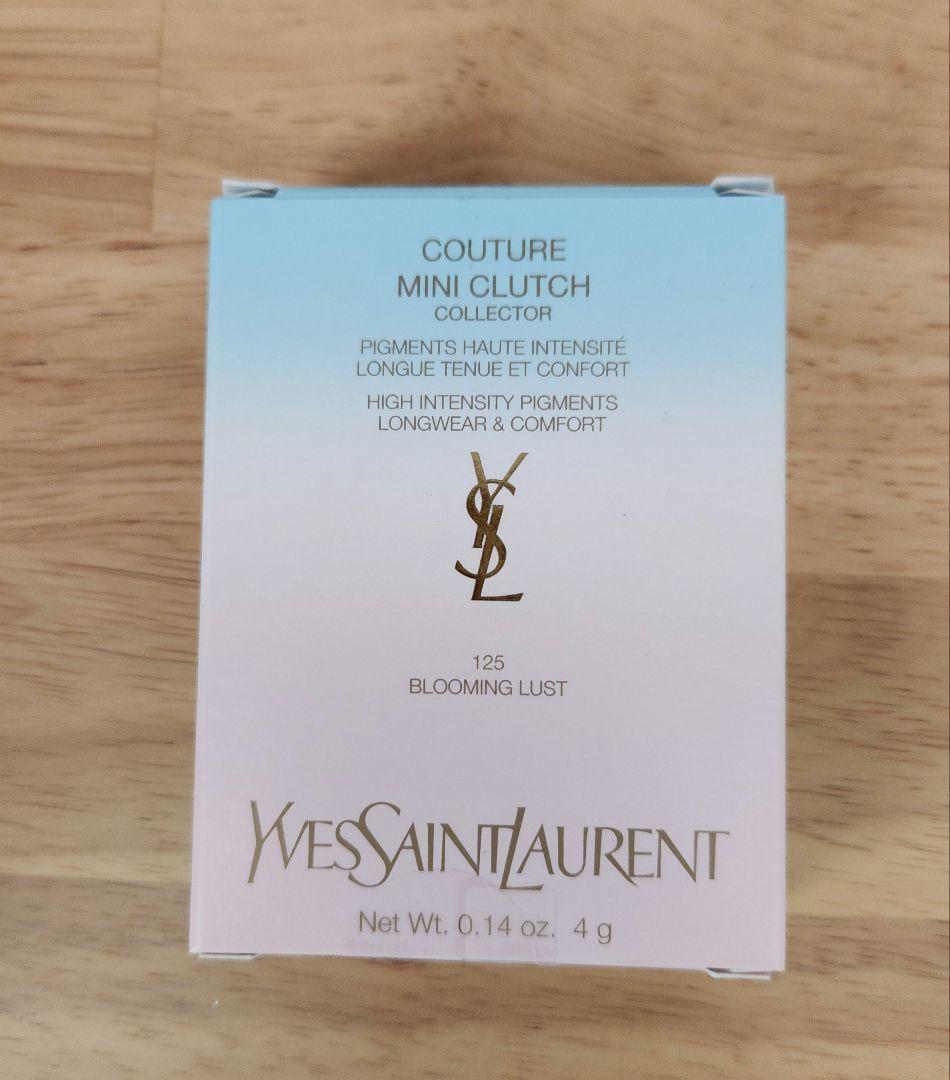 COUTURE
MINI CLUTCH
COLLECTOR
PIGMENTS HAUTE INTENSITÉ
LONGUE TENUE ET CONFORT
HIGH INTENSITY PIGMENTS
LONGWEAR & COMFORT
YSL
125
BLOOMING LUST
YVESSAINTLAURENT
Net Wt. 0.14 oz. 4 g